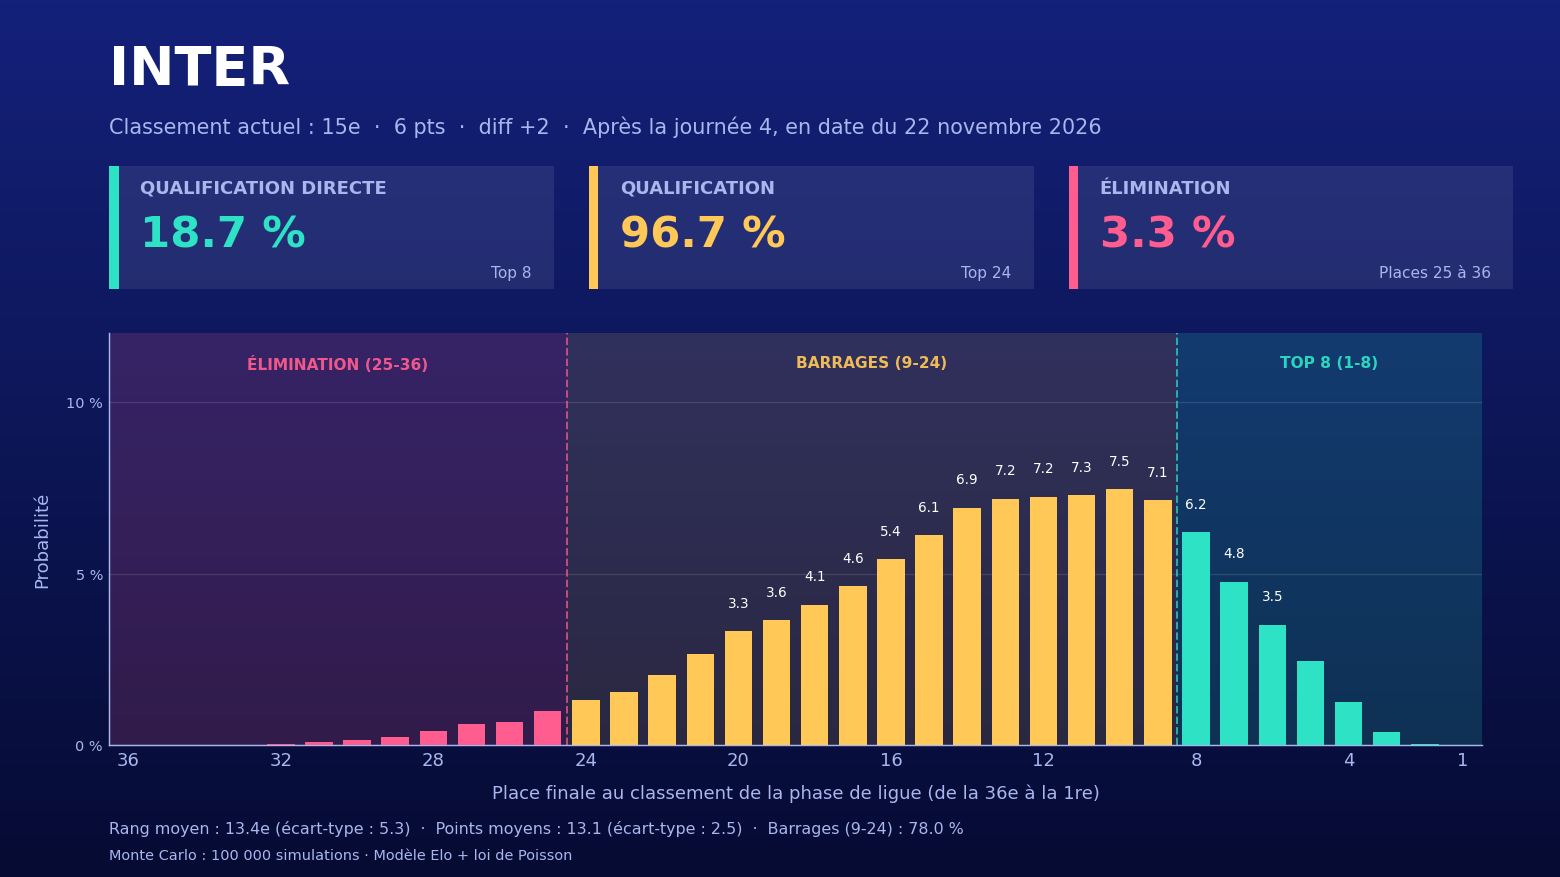 INTER
Classement actuel : 15e · 6 pts · diff +2 · Après la journée 4, en date du 22 novembre 2026
QUALIFICATION DIRECTE
18.7 %
Top 8
QUALIFICATION
96.7 %
Top 24
ÉLIMINATION
3.3 %
Places 25 à 36
ÉLIMINATION (25-36)
BARRAGES (9-24)
TOP 8 (1-8)
10 %
5 %
0 %
Probabilité
3.3
3.6
4.1
4.6
5.4
6.1
6.9
7.2
7.2
7.3
7.5
7.1
6.2
4.8
3.5
36 32 28 24 20 16 12 8 4 1
Place finale au classement de la phase de ligue (de la 36e à la 1re)
Rang moyen : 13.4e (écart-type : 5.3) · Points moyens : 13.1 (écart-type : 2.5) · Barrages (9-24) : 78.0 %
Monte Carlo : 100 000 simulations · Modèle Elo + loi de Poisson